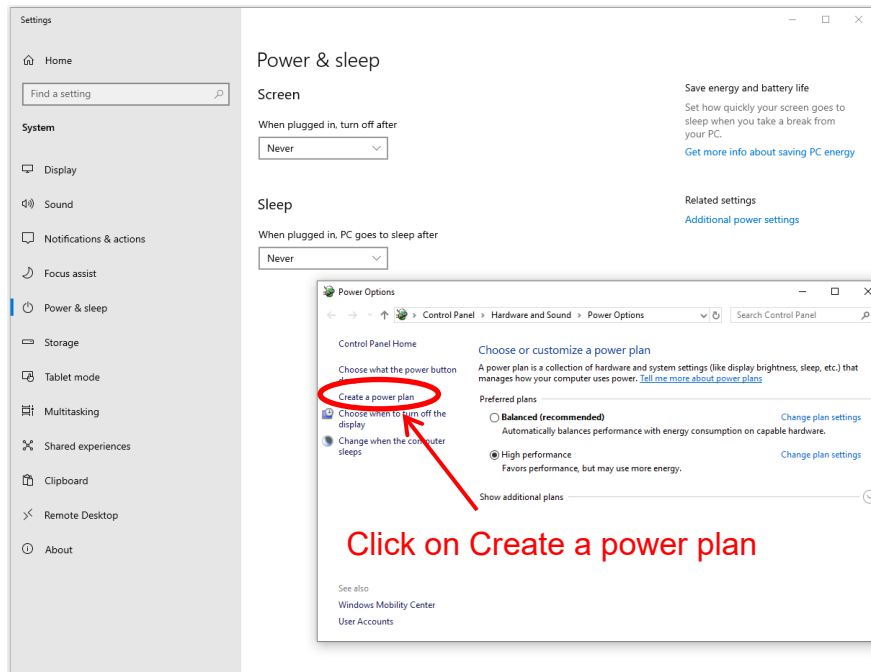 Settings
Home
Find a setting
System
Display
Sound
Notifications & actions
Focus assist
Power & sleep
Storage
Tablet mode
Multitasking
Shared experiences
Clipboard
Remote Desktop
About
Power & sleep
Screen
When plugged in, turn off after
Never
Sleep
When plugged in, PC goes to sleep after
Never
Save energy and battery life
Set how quickly your screen goes to
sleep when you take a break from
your PC.
Get more info about saving PC energy
Related settings
Additional power settings
Power Options
Control Panel > Hardware and Sound > Power Options
Search Control Panel
Control Panel Home
Choose what the power button
Create a power plan
Choose when to turn off the
display
Change when the computer
sleeps
Choose or customize a power plan
A power plan is a collection of hardware and system settings (like display brightness, sleep, etc.) that
manages how your computer uses power. Tell me more about power plans
Preferred plans
Balanced (recommended) Change plan settings
Automatically balances performance with energy consumption on capable hardware.
High performance Change plan settings
Favors performance, but may use more energy.
Show additional plans
Click on Create a power plan
See also
Windows Mobility Center
User Accounts